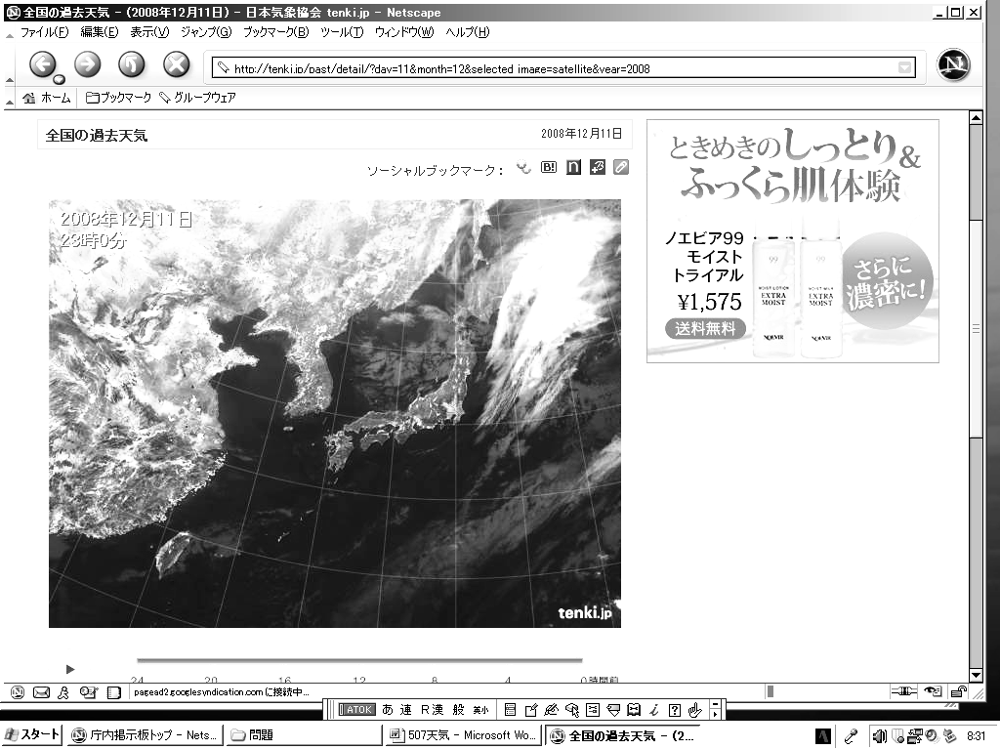 全国の過去天気 - (2008年12月11日) - 日本気象協会 tenki.jp - Netscape
ファイル(F) 編集(E) 表示(V) ジャンプ(G) ブックマーク(B) ツール(T) ウィンドウ(W) ヘルプ(H)
http://tenki.jp/past/detail/?day=11&month=12&selected_image=satellite&year=2008
ホーム ブックマーク グループウェア
全国の過去天気
2008年12月11日
ソーシャルブックマーク：
B!
n
2008年12月11日
23時0分
tenki.jp
ときめきのしっとり&
ふっくら肌体験
ノエビア99
モイスト
トライアル
¥1,575
送料無料
99
MOIST LOTION
EXTRA
MOIST
NOEVIR
99
MOIST MILK
EXTRA
MOIST
NOEVIR
さらに
濃密に!
24 20 16 12 8 4 0時間前
pagead2.googlesyndication.com に接続中...
ATOK あ 連 R漢 般 英小
スタート 庁内掲示板トップ - Nets... 問題 507天気 - Microsoft Wo... 全国の過去天気 - (2... 8:31